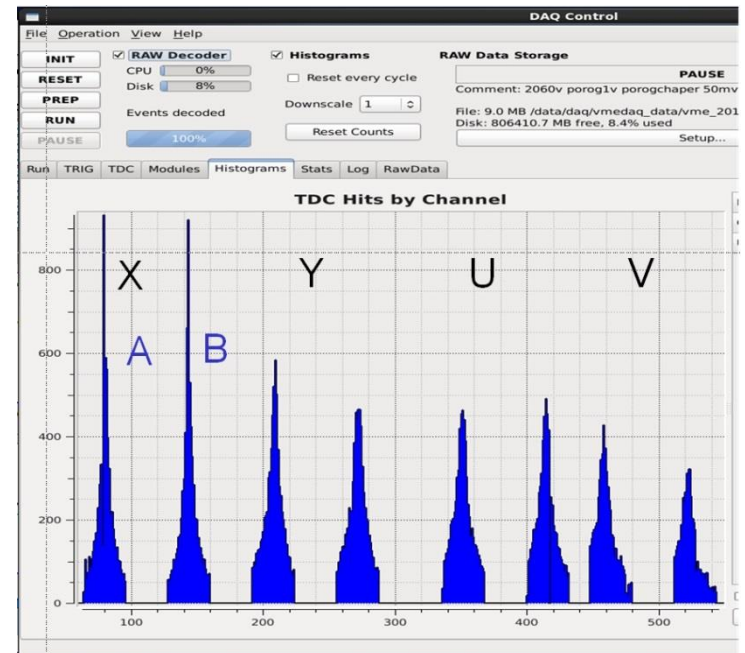 DAQ Control
File Operation View Help
INIT
RESET
PREP
RUN
PAUSE
RAW Decoder
CPU 0%
Disk 8%
Events decoded
100%
Histograms
Reset every cycle
Downscale 1
Reset Counts
RAW Data Storage
PAUSE
Comment: 2060v porog1v porogchaper 50mv
File: 9.0 MB /data/daq/vmedaq_data/vme_201
Disk: 806410.7 MB free, 8.4% used
Setup...
Run TRIG TDC Modules Histograms Stats Log RawData
TDC Hits by Channel
X Y U V
A B
800
600
400
200
0
100 200 300 400 500